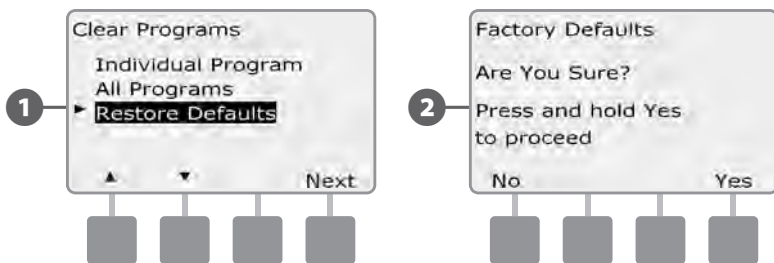 Clear Programs
Individual Program
All Programs
► Restore Defaults
▲ ▼ Next
1
Factory Defaults
Are You Sure?
Press and hold Yes
to proceed
No Yes
2